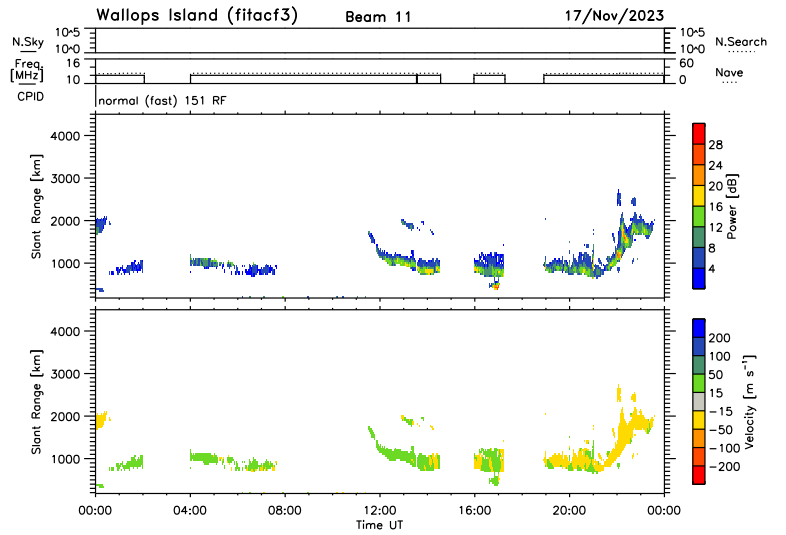 Wallops Island (fitacf3) Beam 11 17/Nov/2023
N.Sky 10^5 10^5 N.Search
10^0 10^0
Freq. 16 60
[MHz] 12 0 Nave
CPID normal (fast) 151 RF
4000
3000
2000
1000
Slant Range [km]
28
24
20
16
12
8
4
Power [dB]
4000
3000
2000
1000
Slant Range [km]
200
100
50
15
-15
-50
-100
-200
Velocity [m s⁻¹]
00:00 04:00 08:00 12:00 16:00 20:00 00:00
Time UT